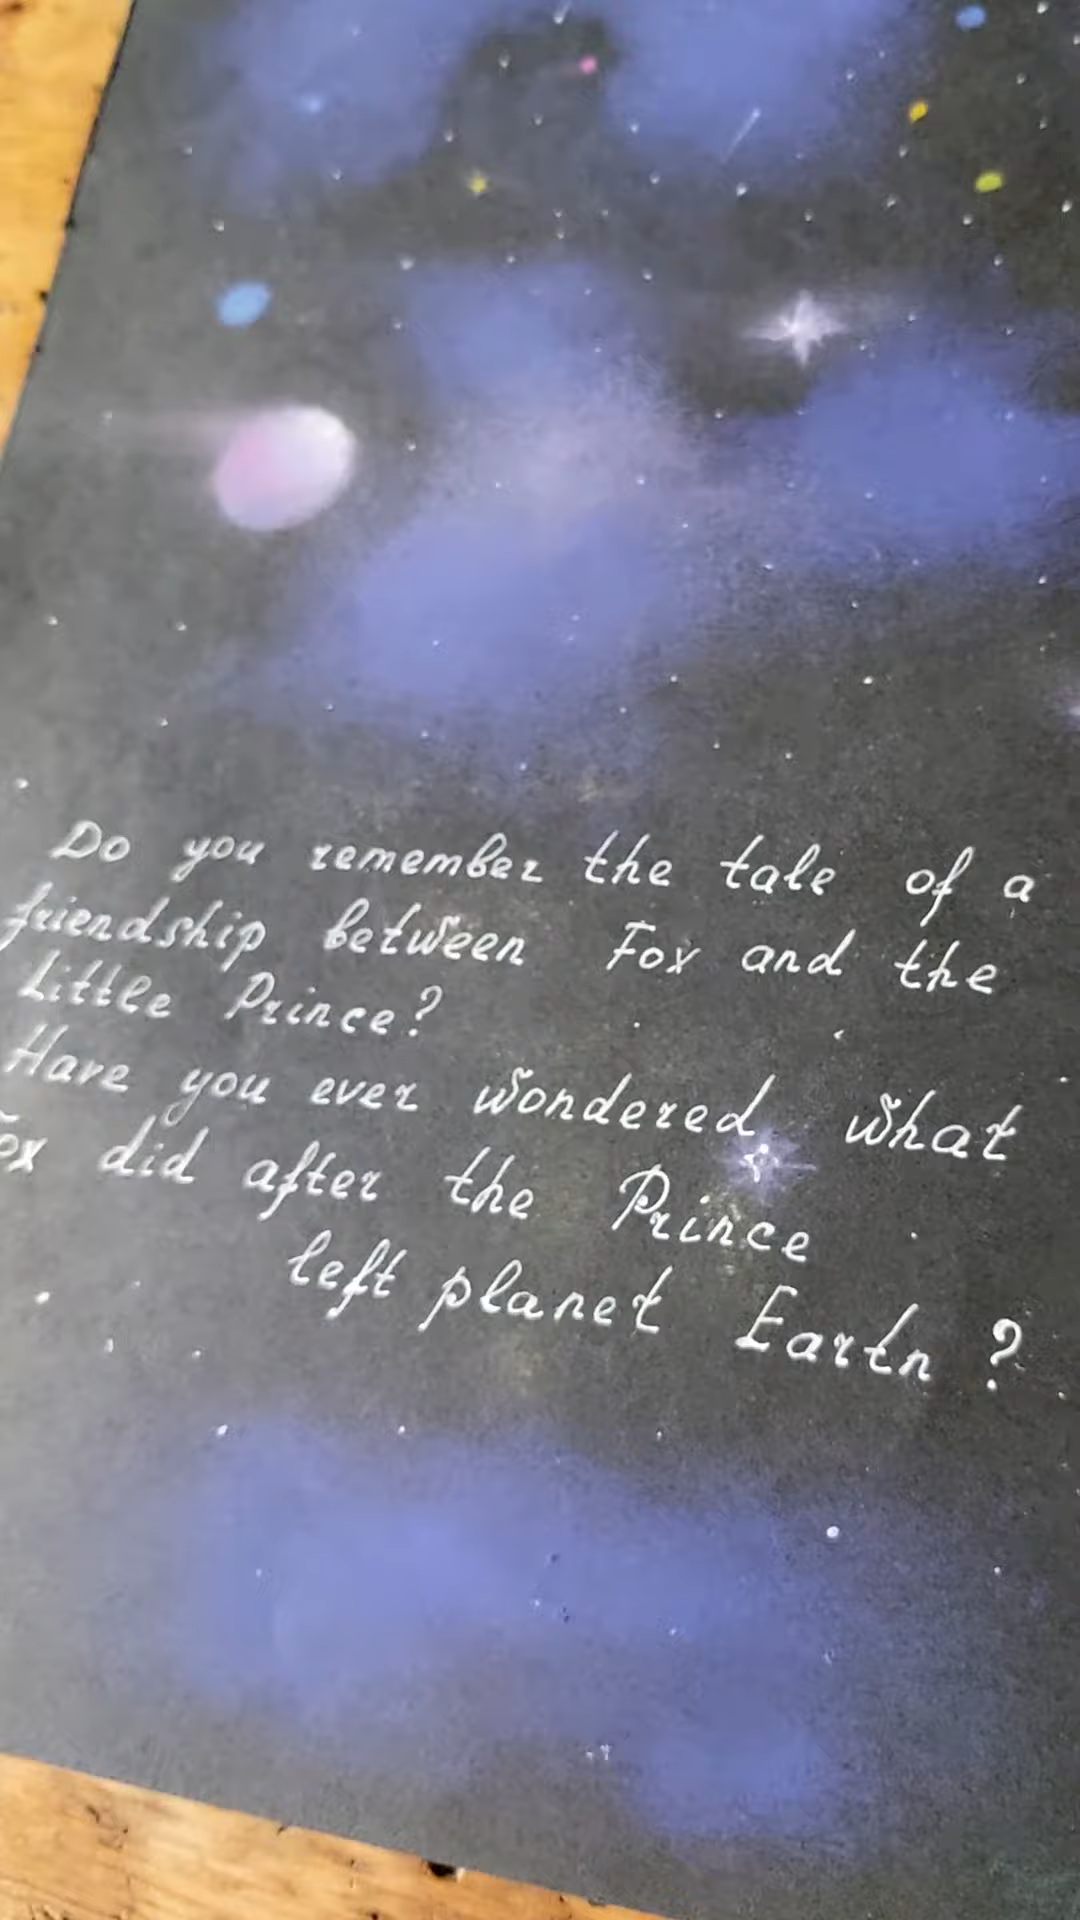 Do you remember the tale of a
friendship between Fox and the
Little Prince?
Have you ever wondered what
Fox did after the Prince
left planet Earth?